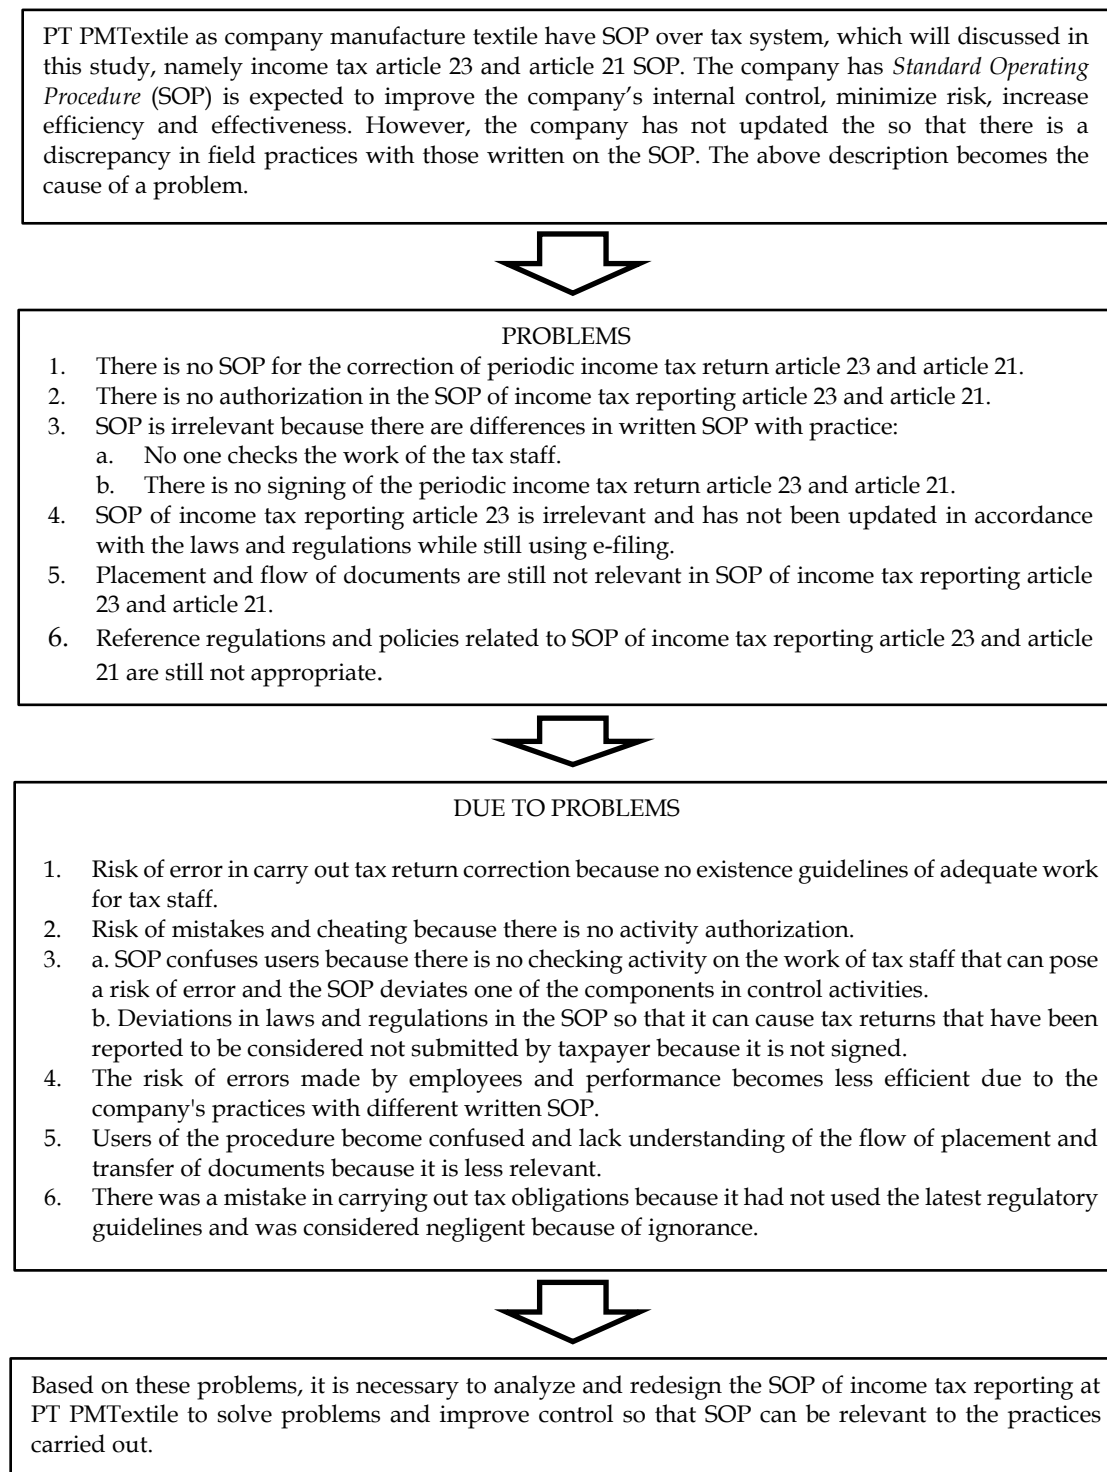 PT PMTextile as company manufacture textile have SOP over tax system, which will discussed in
this study, namely income tax article 23 and article 21 SOP. The company has Standard Operating
Procedure (SOP) is expected to improve the company's internal control, minimize risk, increase
efficiency and effectiveness. However, the company has not updated the so that there is a
discrepancy in field practices with those written on the SOP. The above description becomes the
cause of a problem.
PROBLEMS
1. There is no SOP for the correction of periodic income tax return article 23 and article 21.
2. There is no authorization in the SOP of income tax reporting article 23 and article 21.
3. SOP is irrelevant because there are differences in written SOP with practice:
a. No one checks the work of the tax staff.
b. There is no signing of the periodic income tax return article 23 and article 21.
4. SOP of income tax reporting article 23 is irrelevant and has not been updated in accordance
with the laws and regulations while still using e-filing.
5. Placement and flow of documents are still not relevant in SOP of income tax reporting article
23 and article 21.
6. Reference regulations and policies related to SOP of income tax reporting article 23 and article
21 are still not appropriate.
DUE TO PROBLEMS
1. Risk of error in carry out tax return correction because no existence guidelines of adequate work
for tax staff.
2. Risk of mistakes and cheating because there is no activity authorization.
3. a. SOP confuses users because there is no checking activity on the work of tax staff that can pose
a risk of error and the SOP deviates one of the components in control activities.
b. Deviations in laws and regulations in the SOP so that it can cause tax returns that have been
reported to be considered not submitted by taxpayer because it is not signed.
4. The risk of errors made by employees and performance becomes less efficient due to the
company's practices with different written SOP.
5. Users of the procedure become confused and lack understanding of the flow of placement and
transfer of documents because it is less relevant.
6. There was a mistake in carrying out tax obligations because it had not used the latest regulatory
guidelines and was considered negligent because of ignorance.
Based on these problems, it is necessary to analyze and redesign the SOP of income tax reporting at
PT PMTextile to solve problems and improve control so that SOP can be relevant to the practices
carried out.